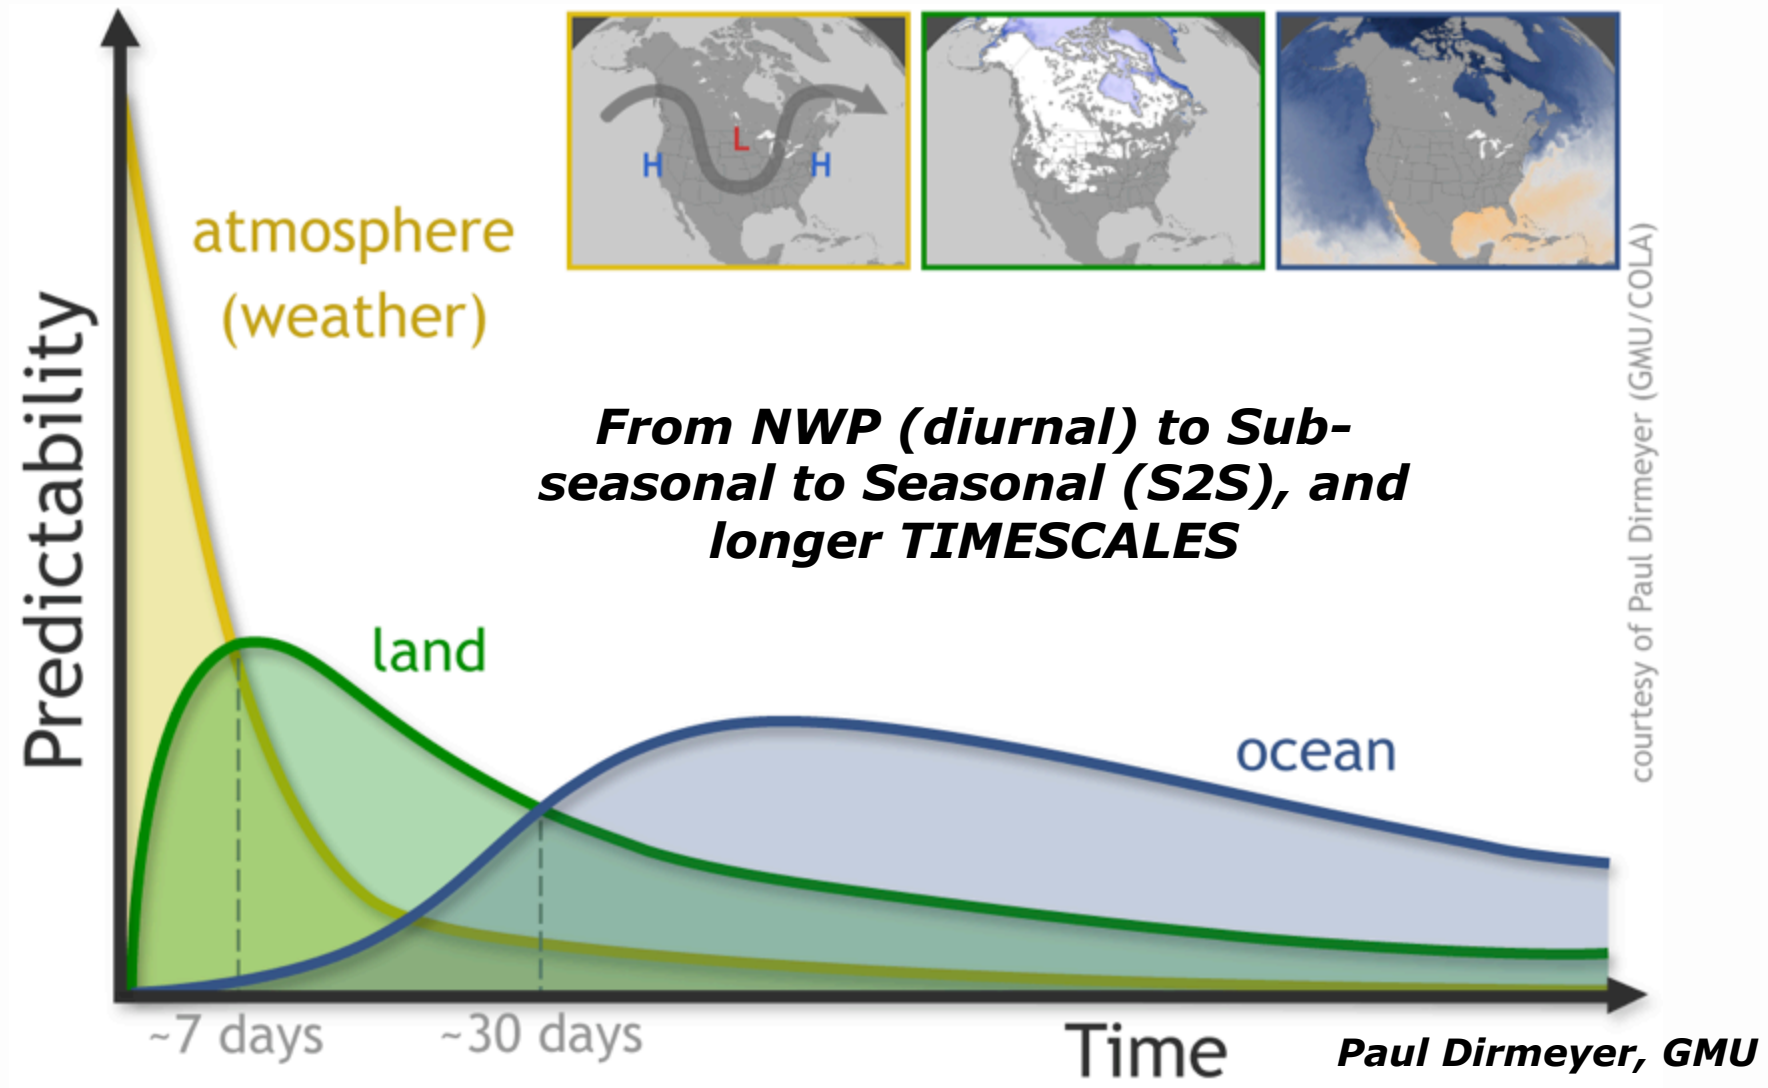 H
L
H
atmosphere
(weather)
Predictability
From NWP (diurnal) to Sub-
seasonal to Seasonal (S2S), and
longer TIMESCALES
courtesy of Paul Dirmeyer (GMU/COLA)
land
ocean
~7 days
~30 days
Time
Paul Dirmeyer, GMU